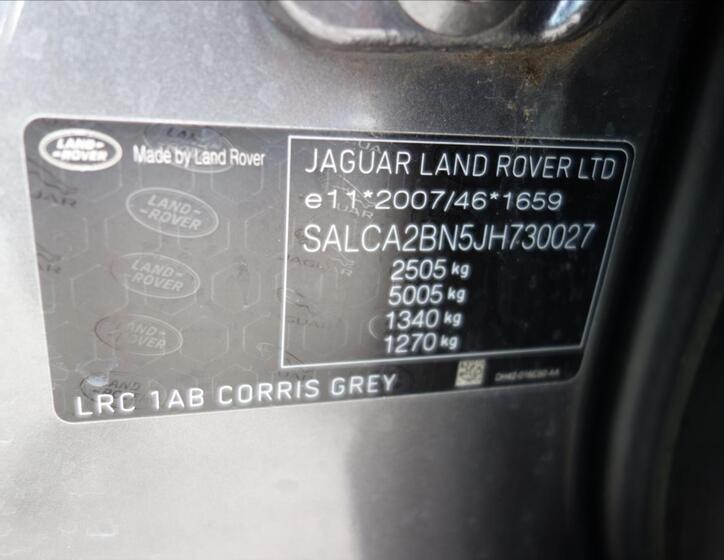 LAND-
-ROVER
Made by Land Rover
JAGUAR LAND ROVER LTD
e11*2007/46*1659
SALCA2BN5JH730027
2505 kg
5005 kg
1340 kg
1270 kg
LRC 1AB CORRIS GREY